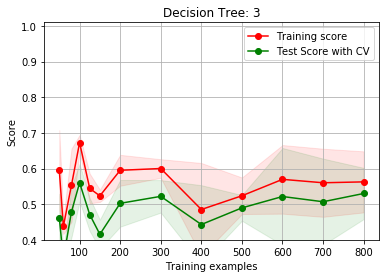 Decision Tree: 3
1.0
0.9
0.8
0.7
0.6
0.5
0.4
Score
Training score
Test Score with CV
100 200 300 400 500 600 700 800
Training examples